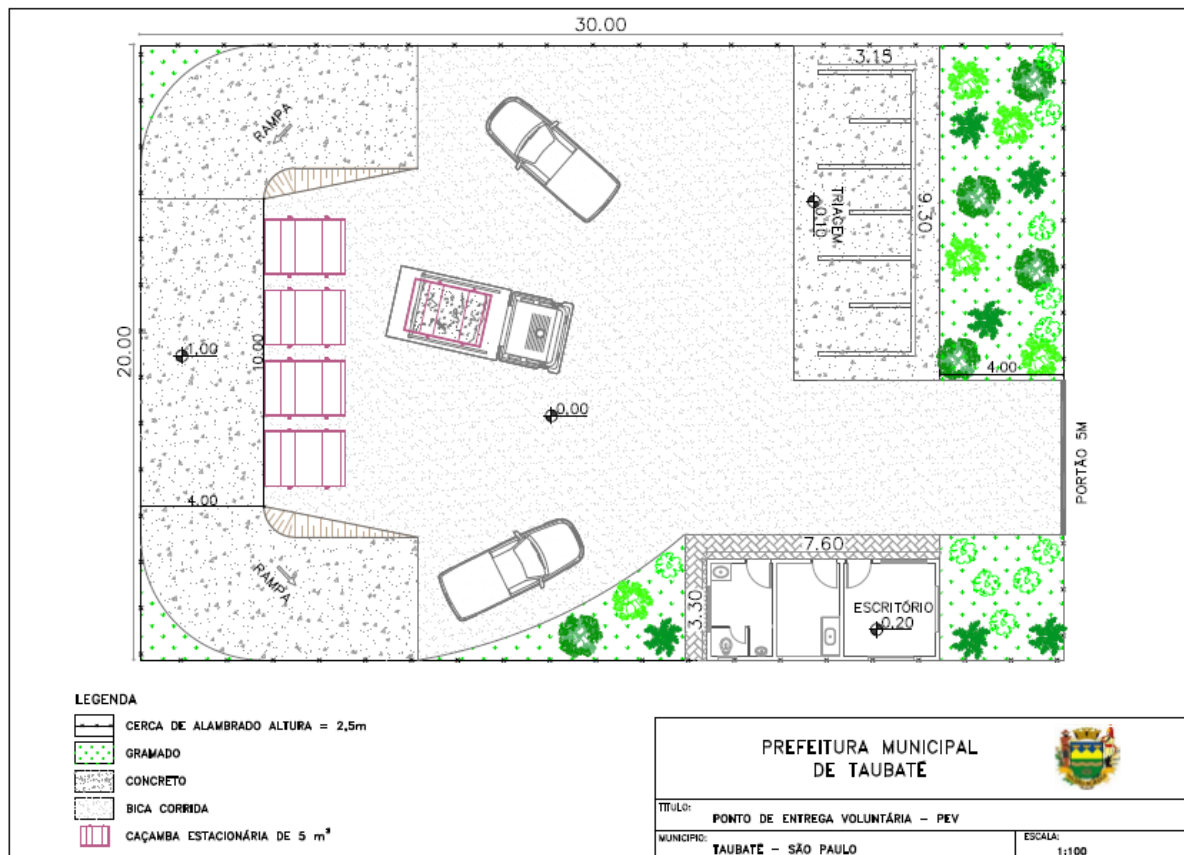 30.00
3.15
RAMPA
TRIAGEM
0,10
9.30
20.00
1,00
10.00
0,00
4.00
4.00
PORTÃO 5M
7.60
3.30
ESCRITÓRIO
0,20
RAMPA
LEGENDA
CERCA DE ALAMBRADO ALTURA = 2,5m
GRAMADO
CONCRETO
BICA CORRIDA
CAÇAMBA ESTACIONÁRIA DE 5 m³
PREFEITURA MUNICIPAL
DE TAUBATÉ
TITULO:
PONTO DE ENTREGA VOLUNTÁRIA - PEV
MUNICIPIO:
TAUBATÉ - SÃO PAULO
ESCALA:
1:100